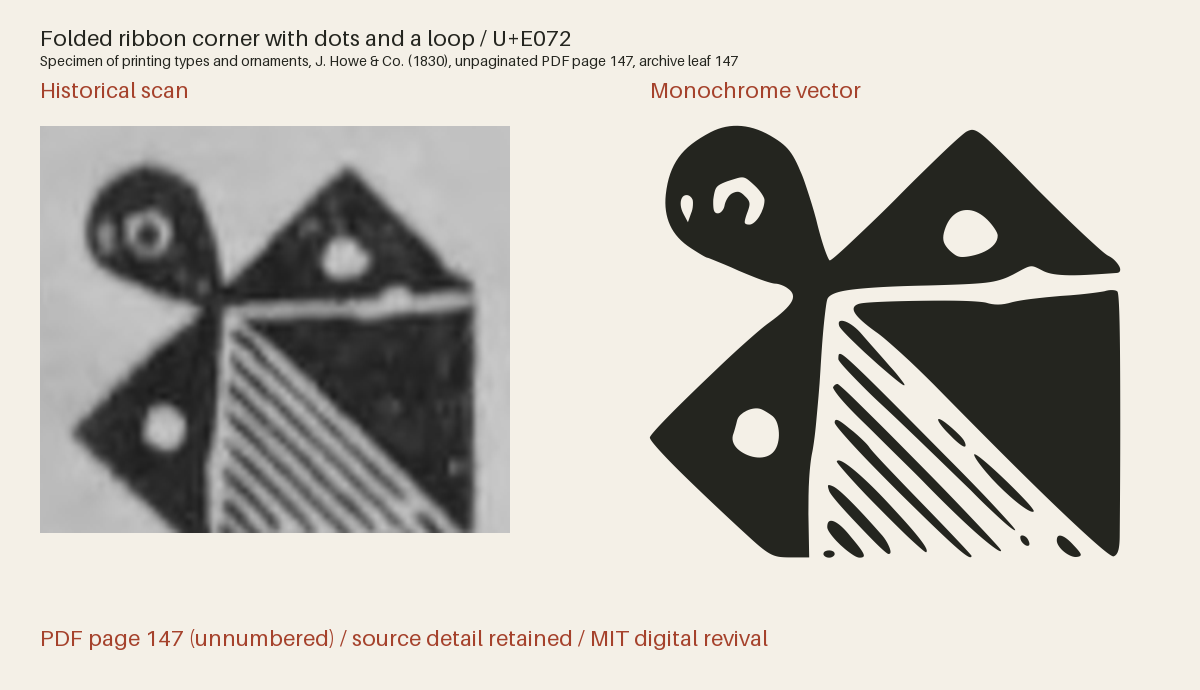 Folded ribbon corner with dots and a loop / U+E072
Specimen of printing types and ornaments, J. Howe & Co. (1830), unpaginated PDF page 147, archive leaf 147
Historical scan
Monochrome vector
PDF page 147 (unnumbered) / source detail retained / MIT digital revival